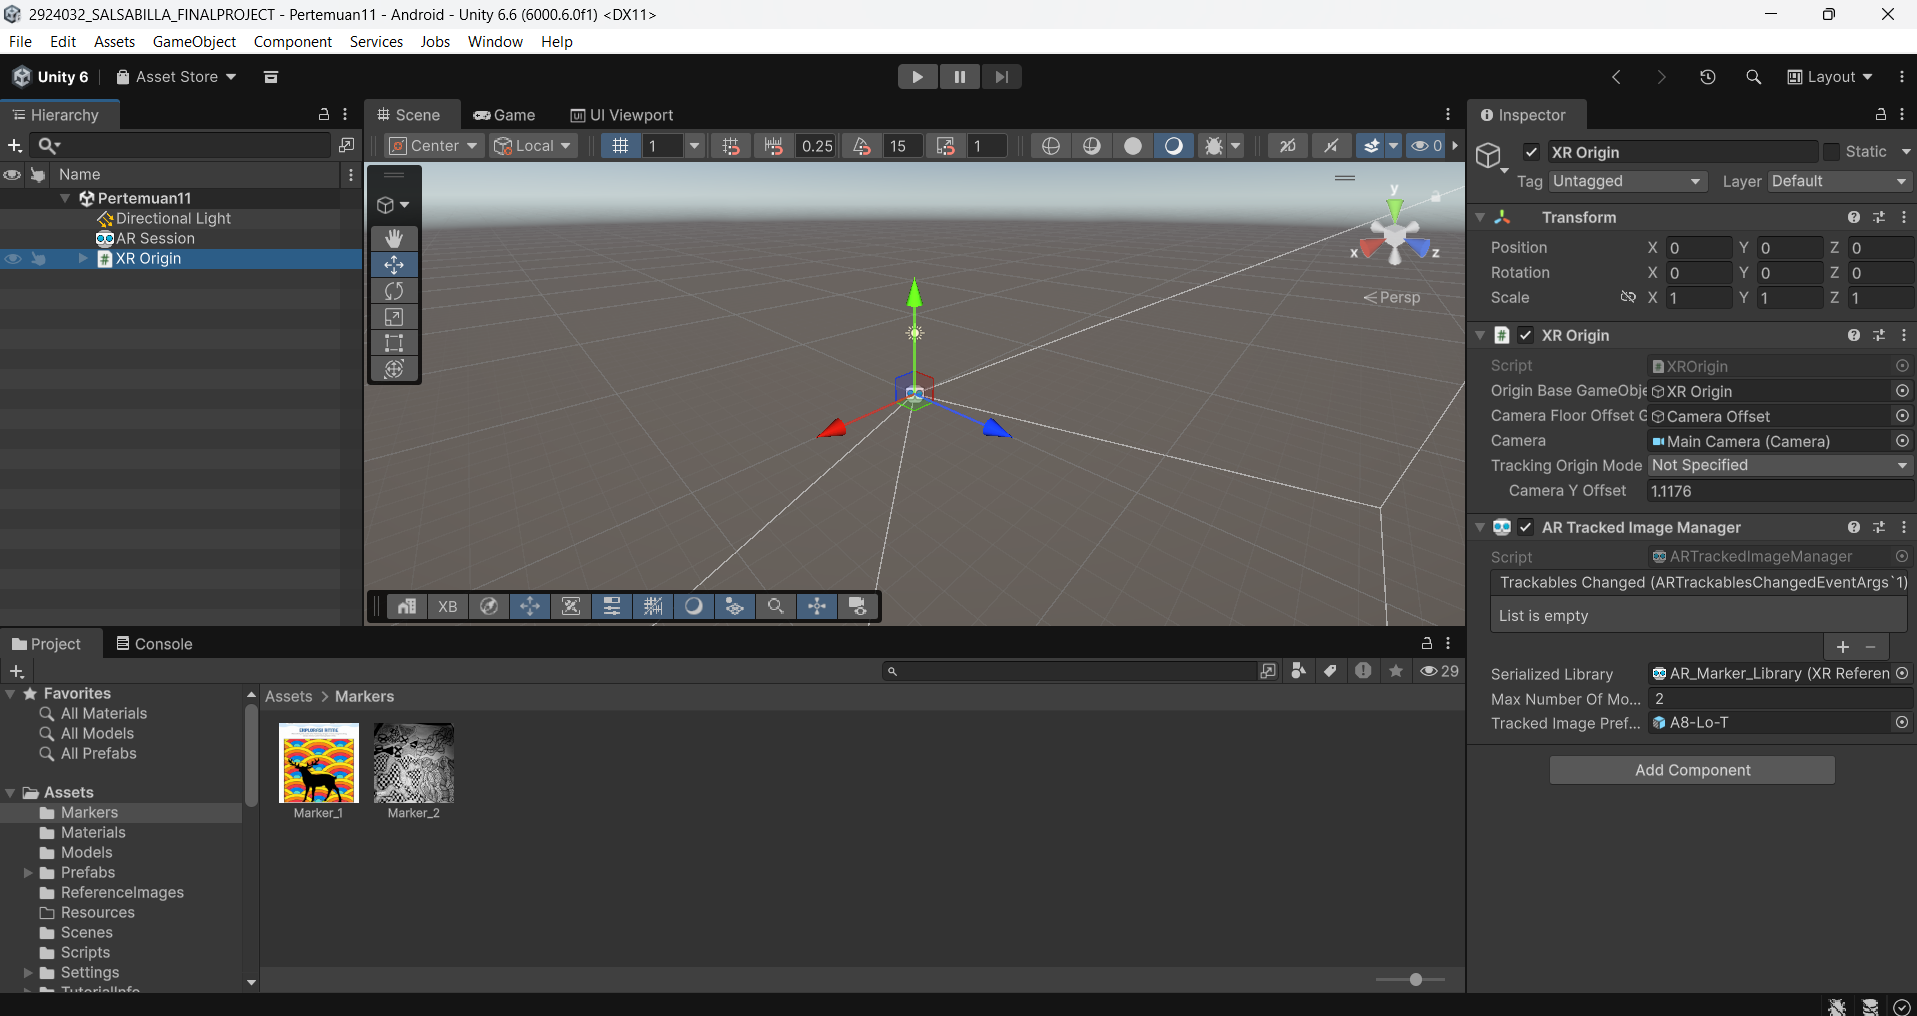 2924032_SALSABILLA_FINALPROJECT - Pertemuan11 - Android - Unity 6.6 (6000.6.0f1) <DX11>
File Edit Assets GameObject Component Services Jobs Window Help
Unity 6 Asset Store Layout
Hierarchy
Name
Pertemuan11
Directional Light
AR Session
XR Origin
Scene Game UI Viewport
Center Local 1 0.25 15 1 2D 0
y
x z
Persp
XB
Inspector
XR Origin Static
Tag Untagged Layer Default
Transform
Position X 0 Y 0 Z 0
Rotation X 0 Y 0 Z 0
Scale X 1 Y 1 Z 1
XR Origin
Script XROrigin
Origin Base GameObje XR Origin
Camera Floor Offset G Camera Offset
Camera Main Camera (Camera)
Tracking Origin Mode Not Specified
Camera Y Offset 1.1176
AR Tracked Image Manager
Script ARTrackedImageManager
Trackables Changed (ARTrackablesChangedEventArgs`1)
List is empty
Serialized Library AR_Marker_Library (XR Referen
Max Number Of Mo... 2
Tracked Image Pref... A8-Lo-T
Add Component
Project Console
29
Favorites
All Materials
All Models
All Prefabs
Assets
Markers
Materials
Models
Prefabs
ReferenceImages
Resources
Scenes
Scripts
Settings
TutorialInfo
Assets > Markers
Marker_1 Marker_2